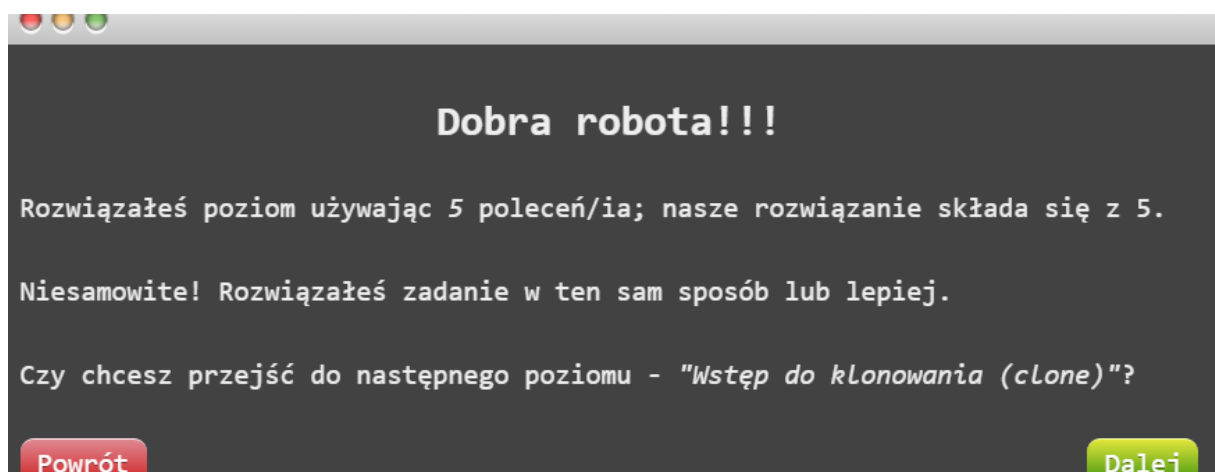 Dobra robota!!!
Rozwiązałeś poziom używając 5 poleceń/ia; nasze rozwiązanie składa się z 5.
Niesamowite! Rozwiązałeś zadanie w ten sam sposób lub lepiej.
Czy chcesz przejść do następnego poziomu - "Wstęp do klonowania (clone)"?
Powrót
Dalej